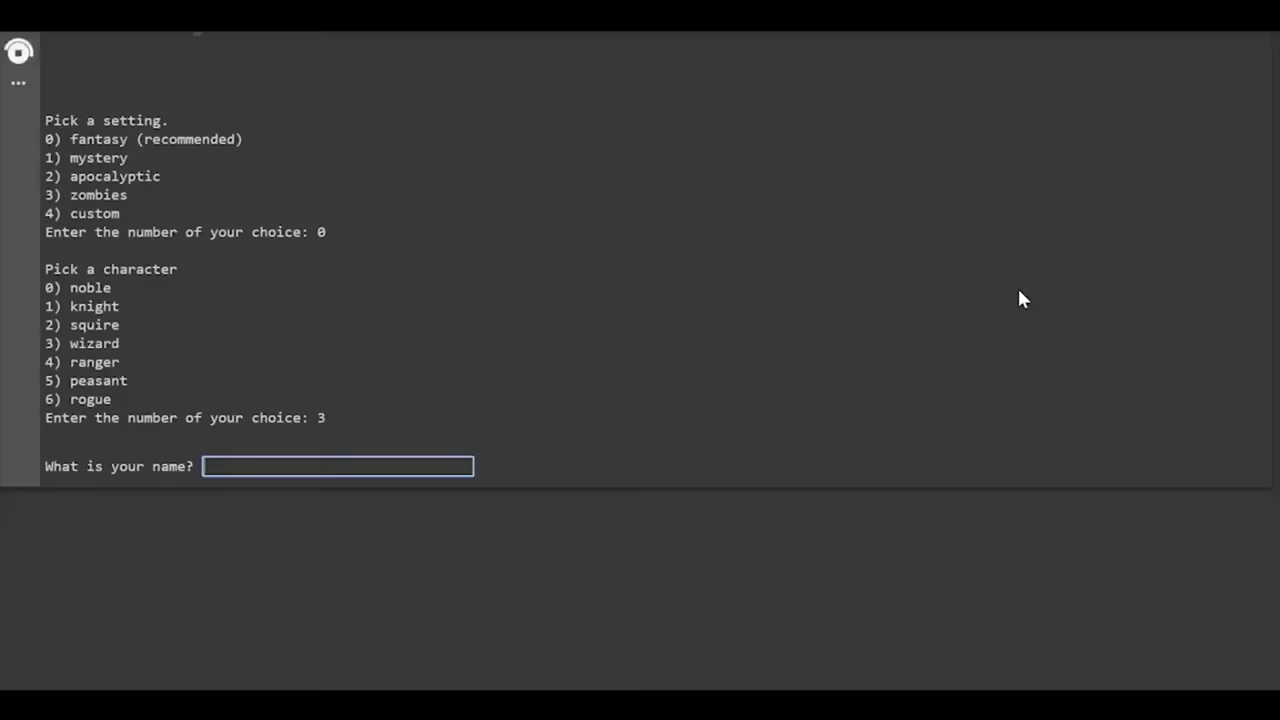 Pick a setting.
0) fantasy (recommended)
1) mystery
2) apocalyptic
3) zombies
4) custom
Enter the number of your choice: 0
Pick a character
0) noble
1) knight
2) squire
3) wizard
4) ranger
5) peasant
6) rogue
Enter the number of your choice: 3
What is your name?